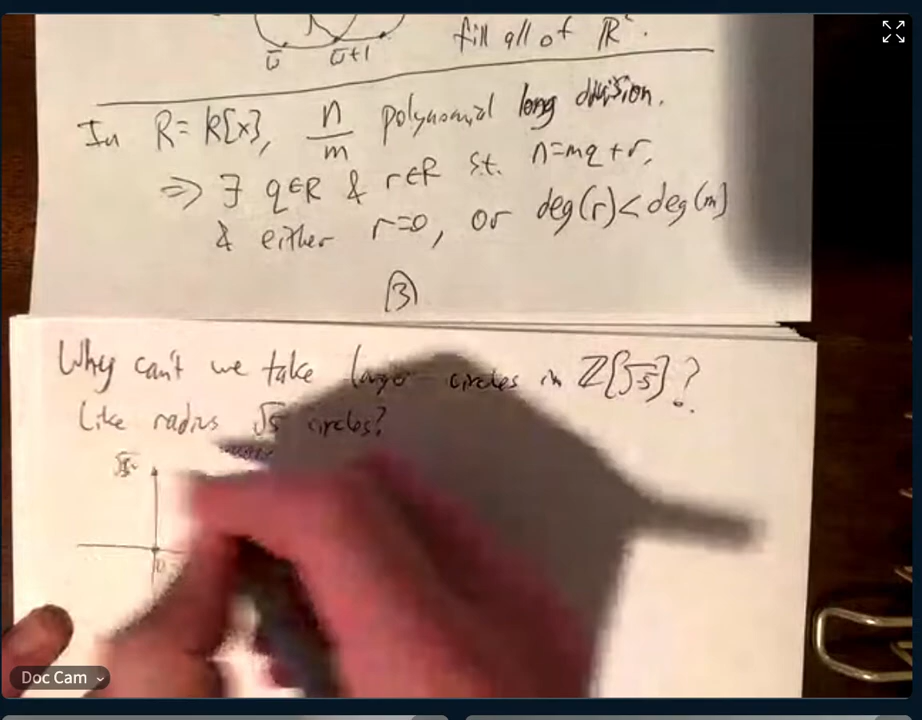 fill all of ℝ².
ω̄ ω̄+1
In R=k[x], n/m polynomial long division.
⇒ ∃ q∈R & r∈R s.t. n=mq+r,
& either r=0, or deg(r)<deg(m)
③
Why can't we take larger circles in ℤ[√-5]?
Like radius √5 circles?
√-5
0
Doc Cam